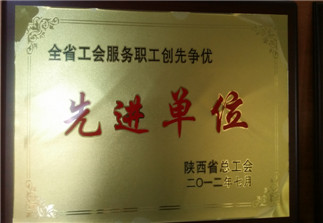 全省工会服务职工创先争优
先进单位
陕西省总工会
二〇一二年七月